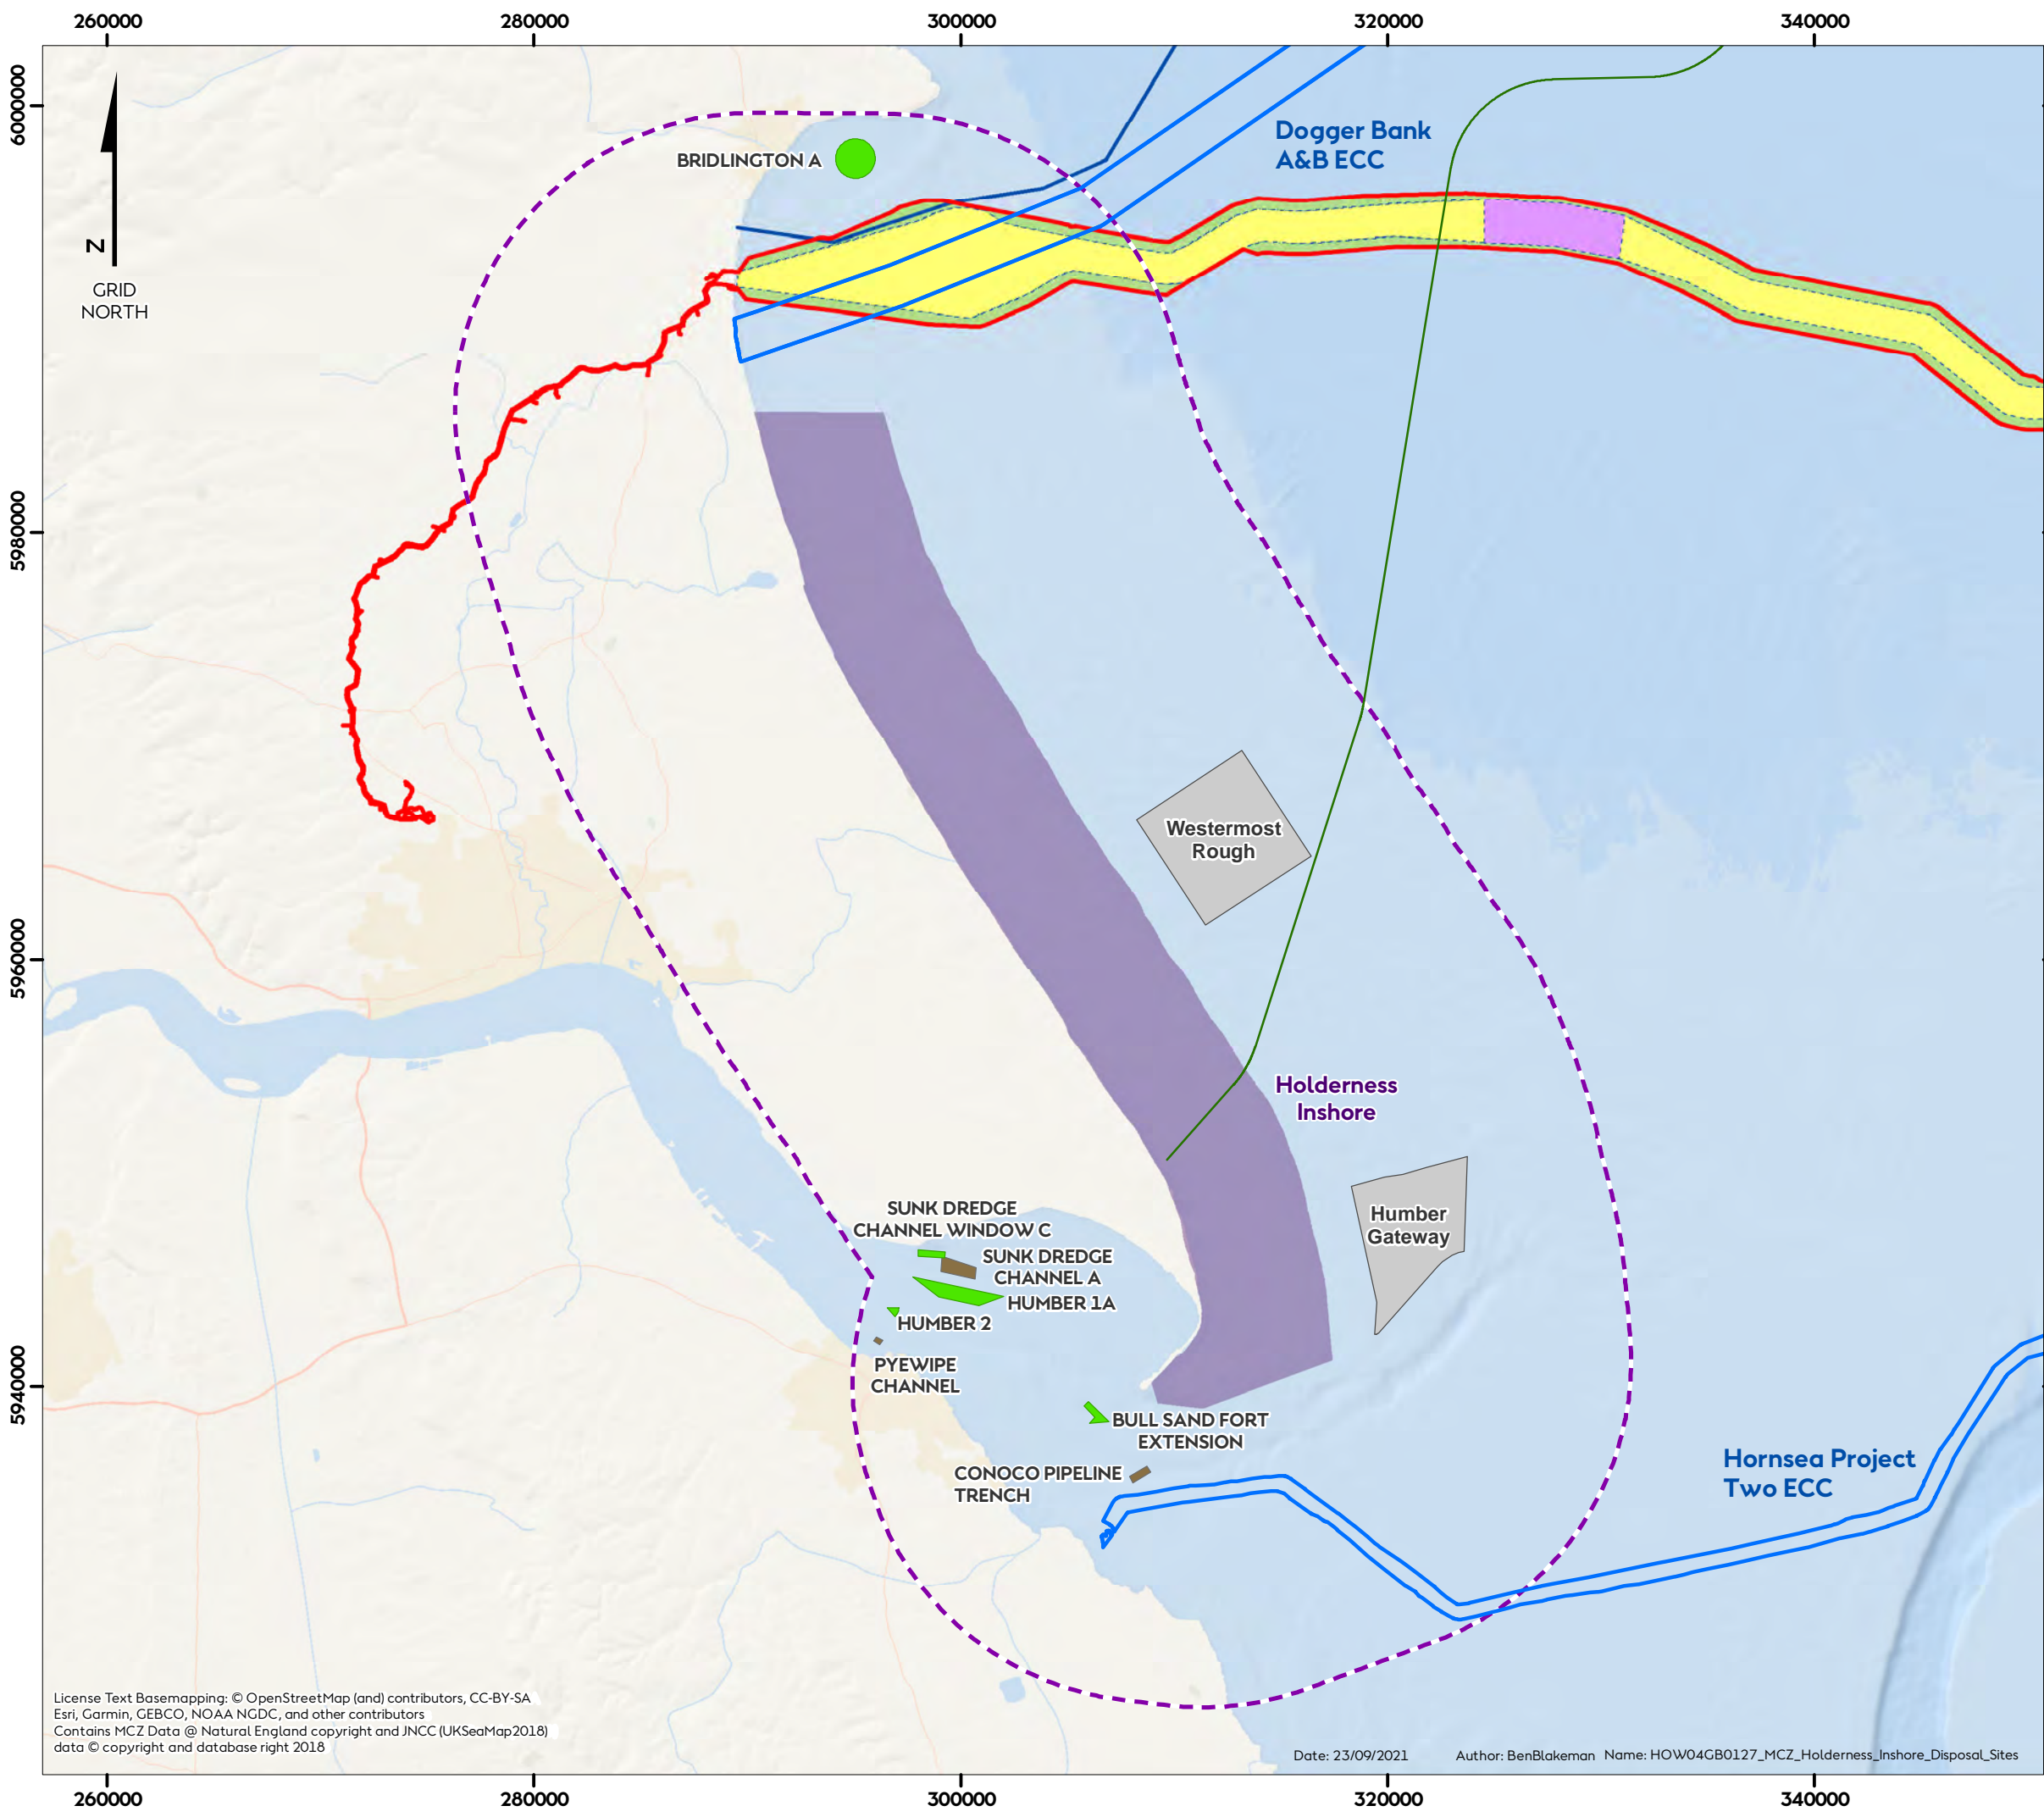 260000 280000 300000 320000 340000
6000000
5980000
5960000
5940000
N
GRID
NORTH
BRIDLINGTON A
Dogger Bank
A&B ECC
Westermost
Rough
Holderness
Inshore
Humber
Gateway
SUNK DREDGE
CHANNEL WINDOW C
SUNK DREDGE
CHANNEL A
HUMBER 1A
HUMBER 2
PYEWIPE
CHANNEL
BULL SAND FORT
EXTENSION
CONOCO PIPELINE
TRENCH
Hornsea Project
Two ECC
License Text Basemapping: © OpenStreetMap (and) contributors, CC-BY-SA
Esri, Garmin, GEBCO, NOAA NGDC, and other contributors
Contains MCZ Data @ Natural England copyright and JNCC (UKSeaMap2018)
data © copyright and database right 2018
Date: 23/09/2021 Author: BenBlakeman Name: HOW04GB0127_MCZ_Holderness_Inshore_Disposal_Sites
260000 280000 300000 320000 340000